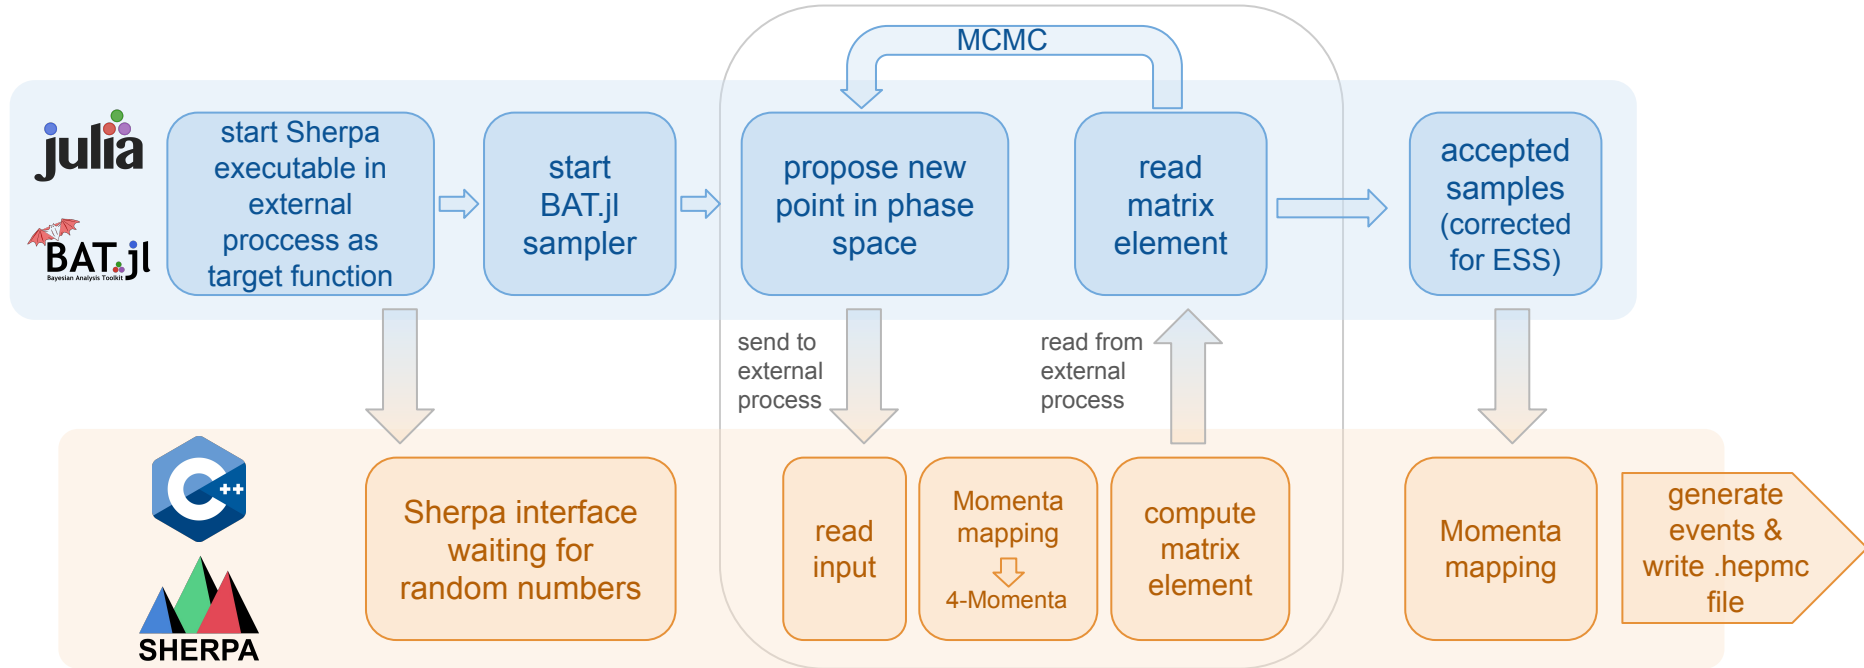 MCMC
julia
BAT.jl
Bayesian Analysis Toolkit
start Sherpa
executable in
external
proccess as
target function
start
BAT.jl
sampler
propose new
point in phase
space
read
matrix
element
accepted
samples
(corrected
for ESS)
send to
external
process
read from
external
process
C++
SHERPA
Sherpa interface
waiting for
random numbers
read
input
Momenta
mapping
4-Momenta
compute
matrix
element
Momenta
mapping
generate
events &
write .hepmc
file